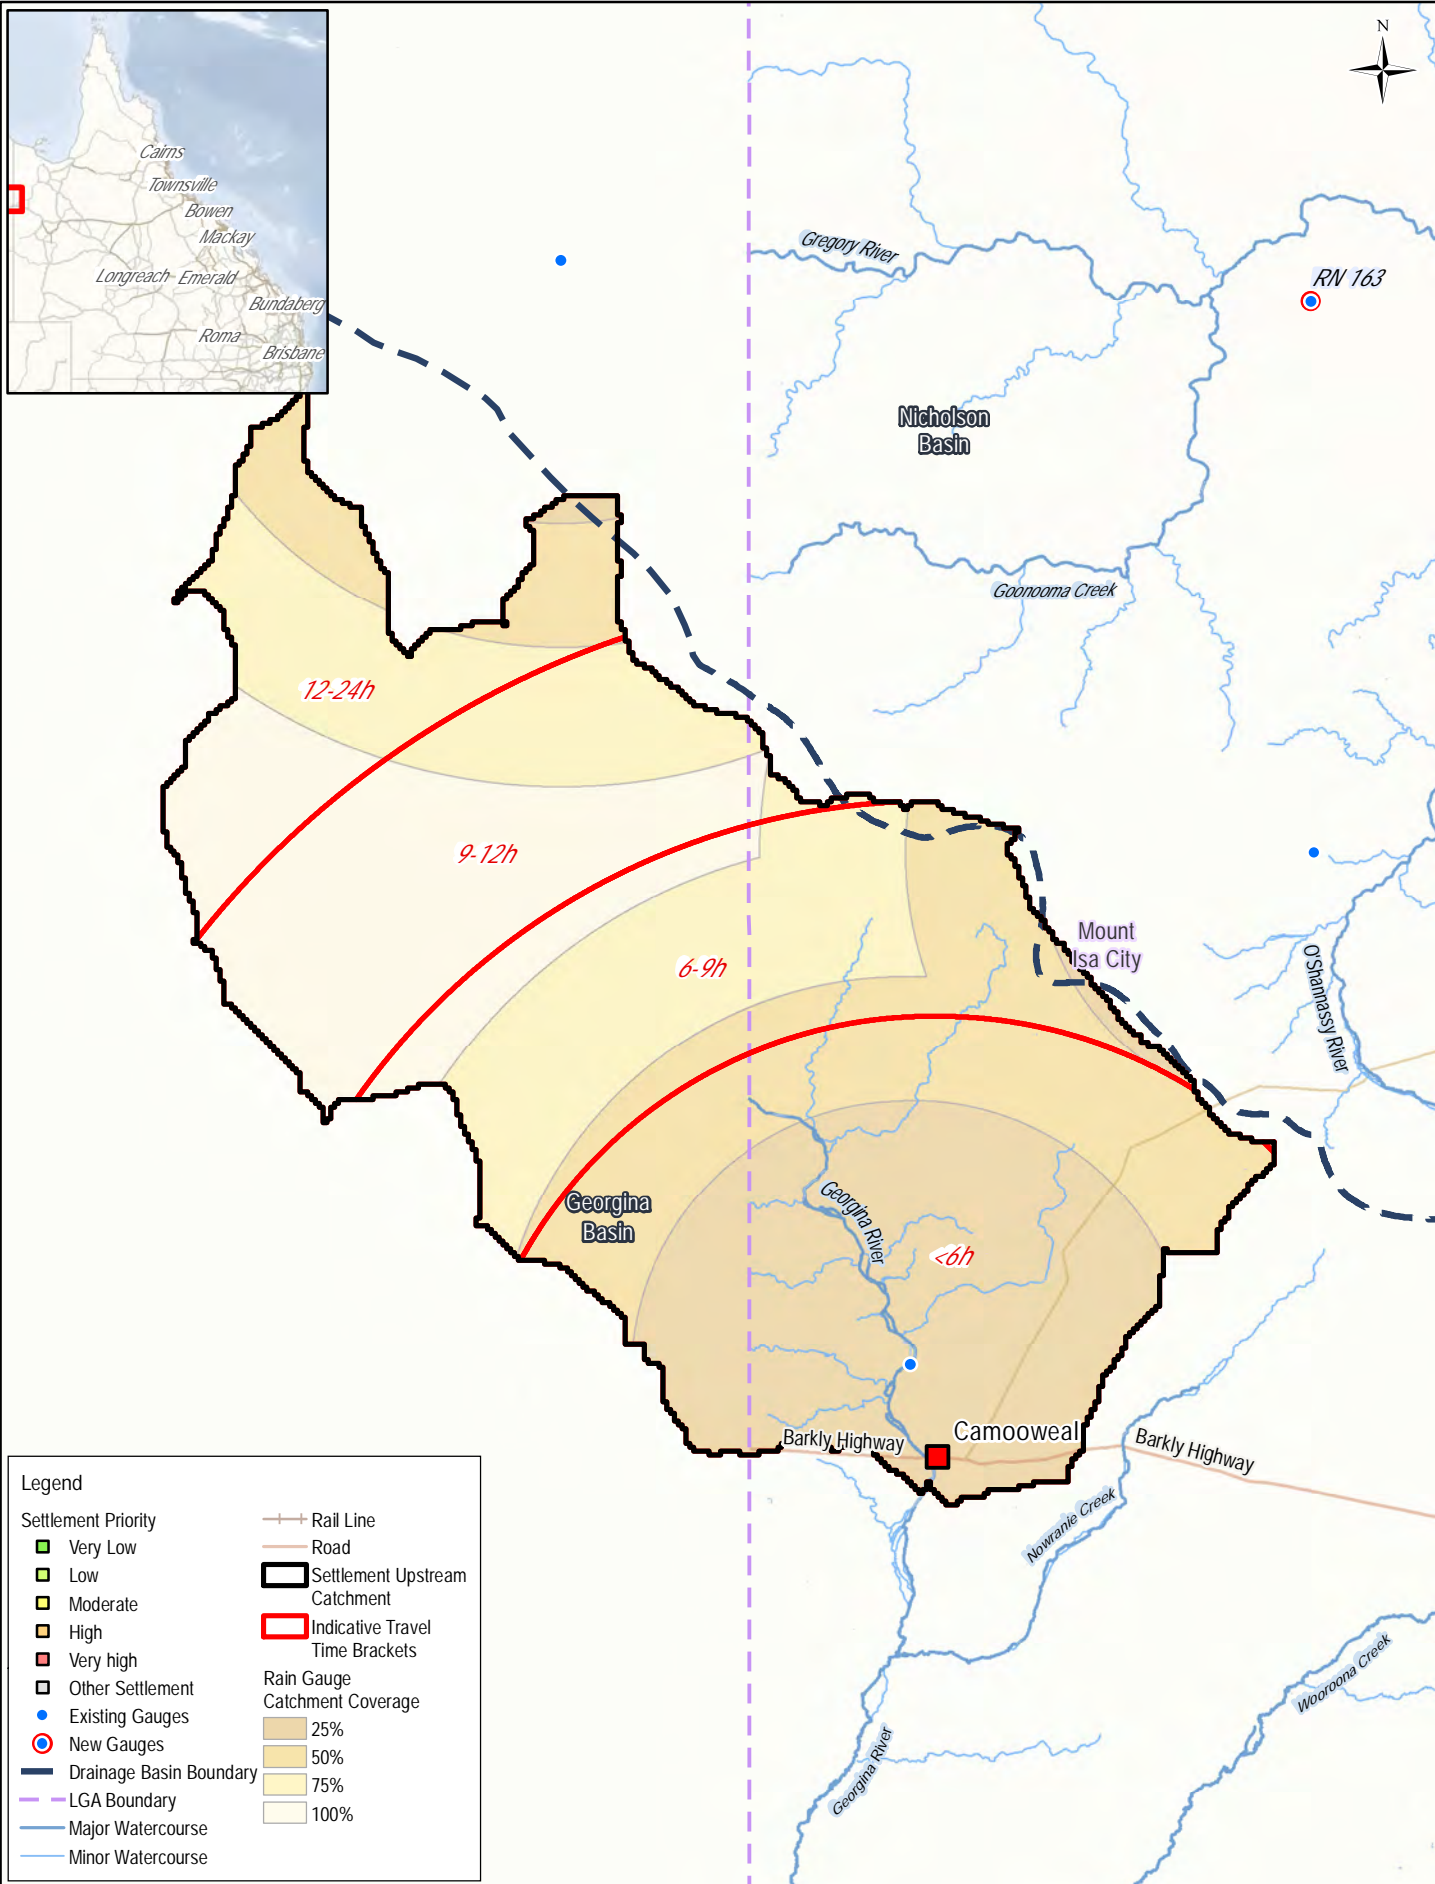 N
Cairns
Townsville
Bowen
Mackay
Longreach
Emerald
Bundaberg
Roma
Brisbane
Gregory River
RN 163
Nicholson
Basin
Goonooma Creek
12-24h
9-12h
6-9h
Mount
Isa City
O'Shannassy River
Georgina
Basin
Georgina River
<6h
Camooweal
Barkly Highway
Barkly Highway
Nowranie Creek
Wooroona Creek
Georgina River
Legend
Settlement Priority
Very Low
Low
Moderate
High
Very high
Other Settlement
Existing Gauges
New Gauges
Drainage Basin Boundary
LGA Boundary
Major Watercourse
Minor Watercourse
Rail Line
Road
Settlement Upstream
Catchment
Indicative Travel
Time Brackets
Rain Gauge
Catchment Coverage
25%
50%
75%
100%